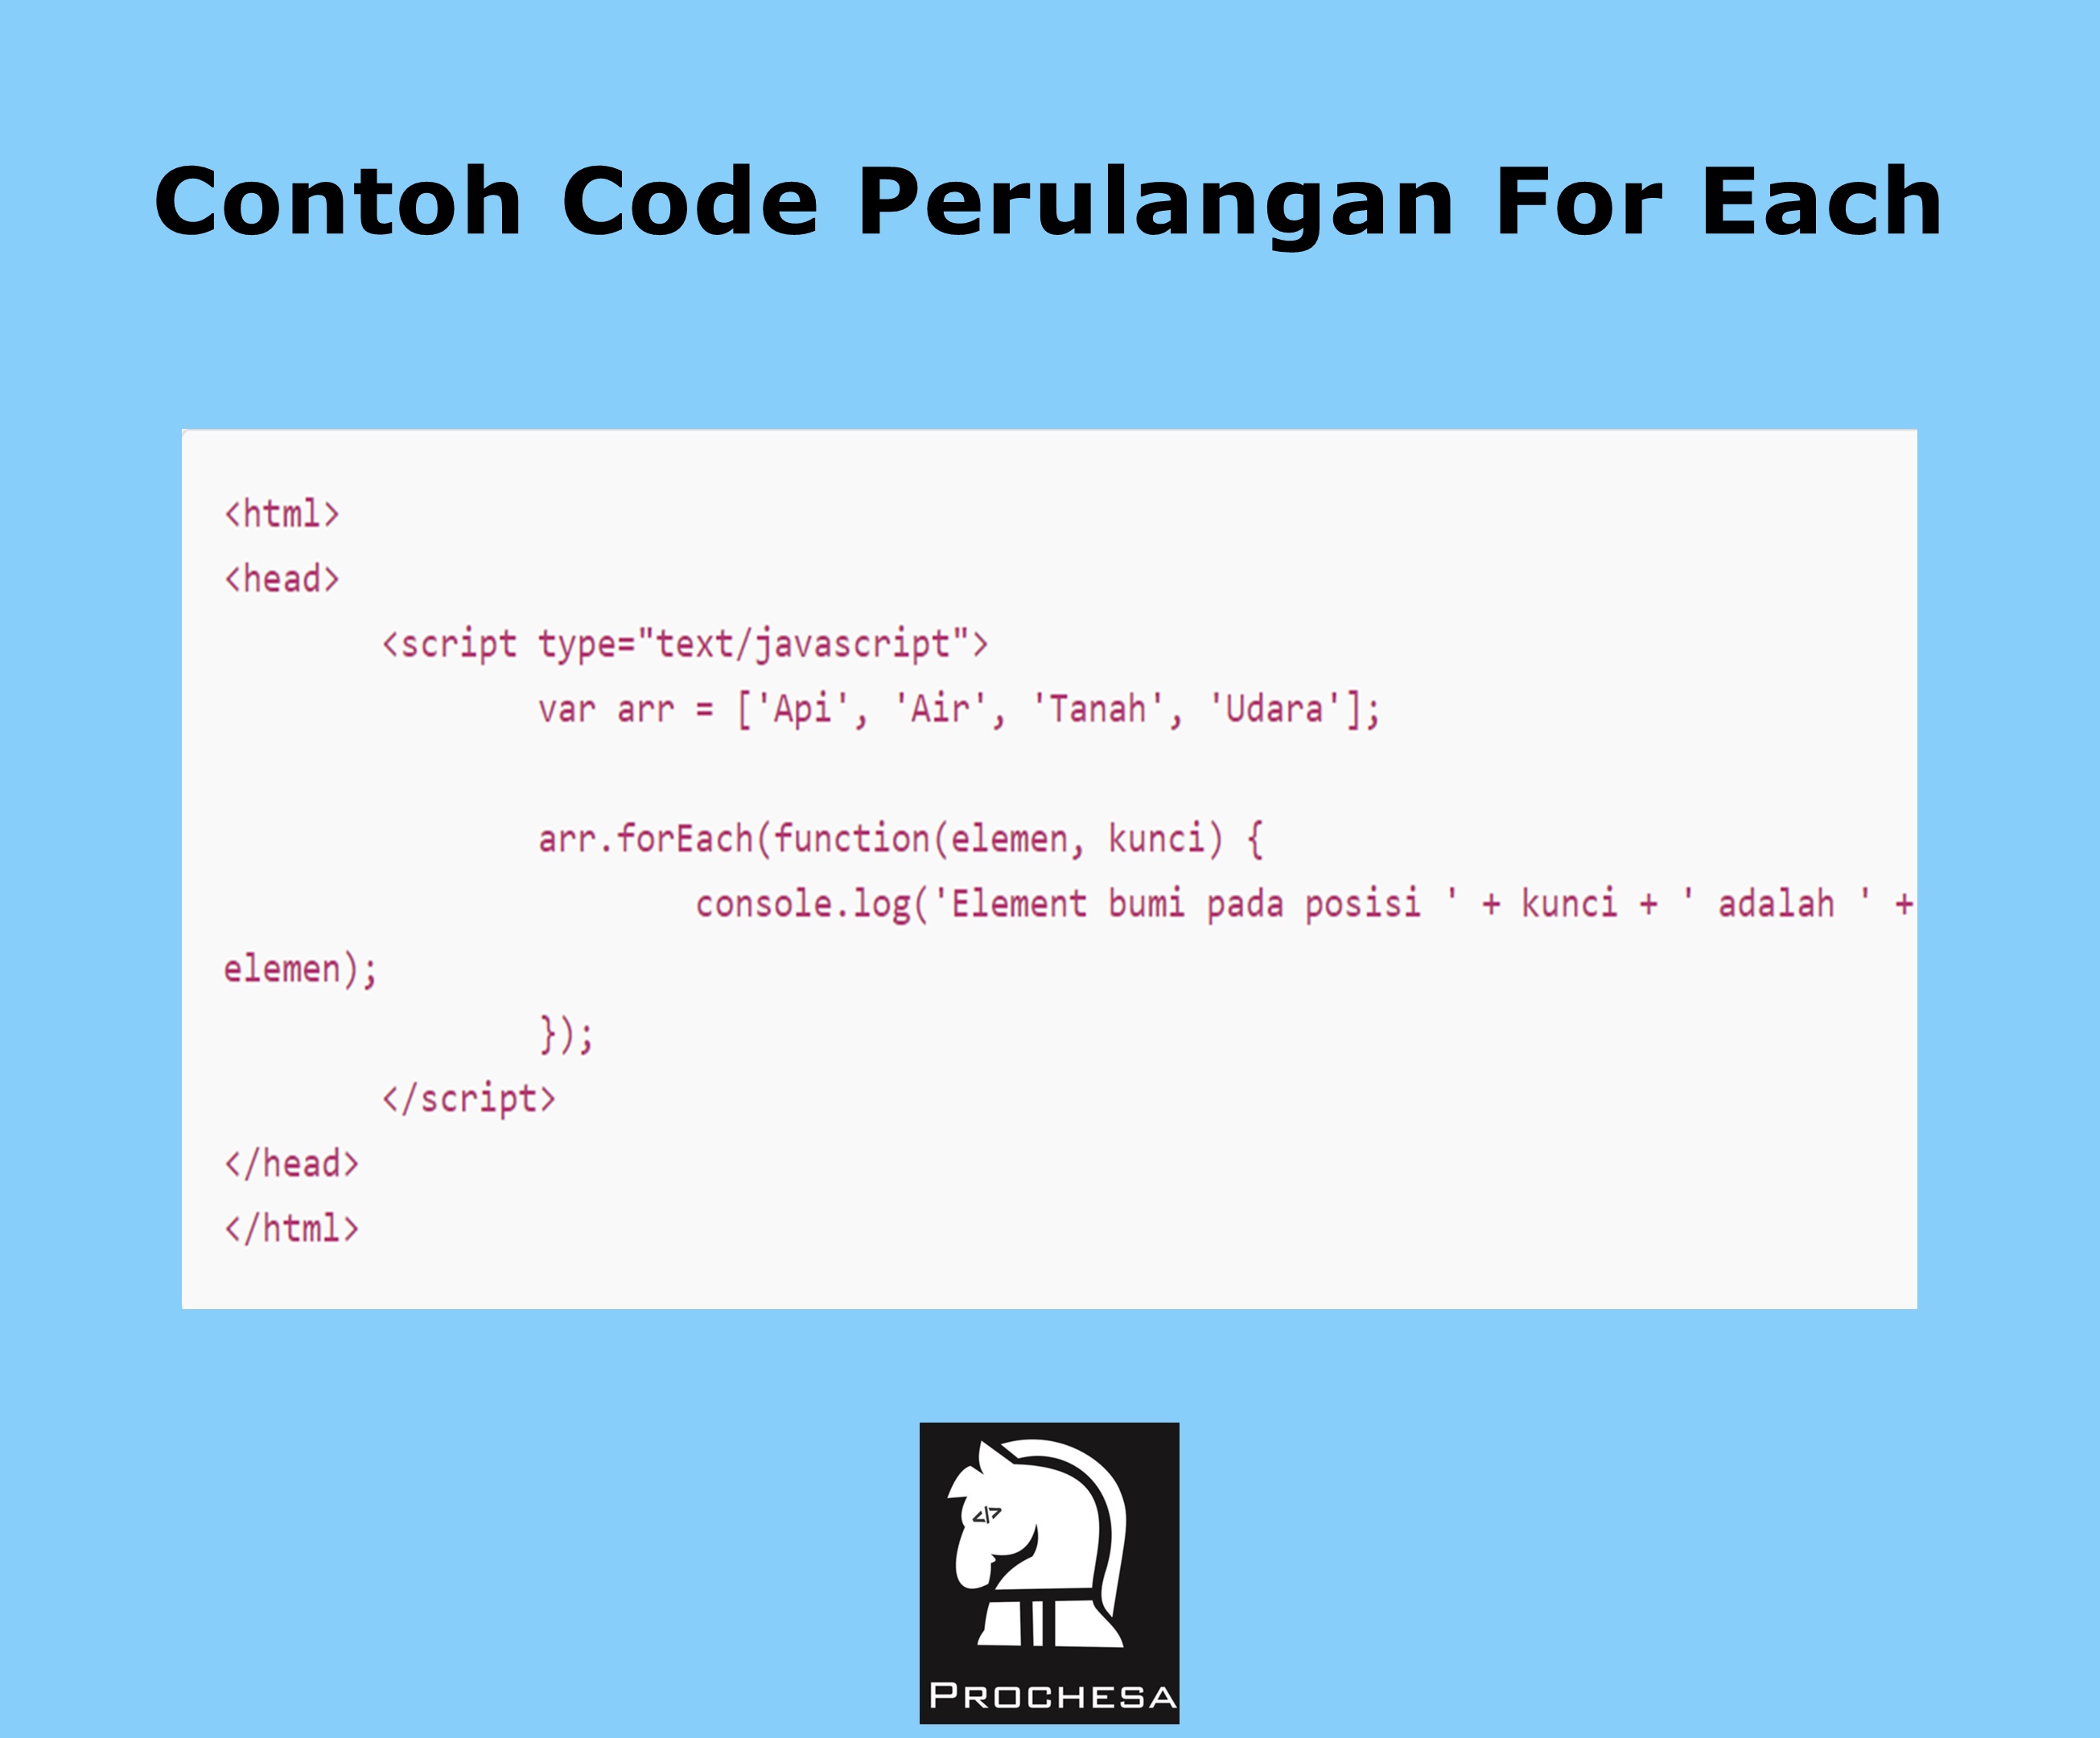 Contoh Code Perulangan For Each
<html>
<head>
<script type="text/javascript">
var arr = ['Api', 'Air', 'Tanah', 'Udara'];
arr.forEach(function(elemen, kunci) {
console.log('Element bumi pada posisi ' + kunci + ' adalah ' +
elemen);
});
</script>
</head>
</html>
</>
PROCHESA